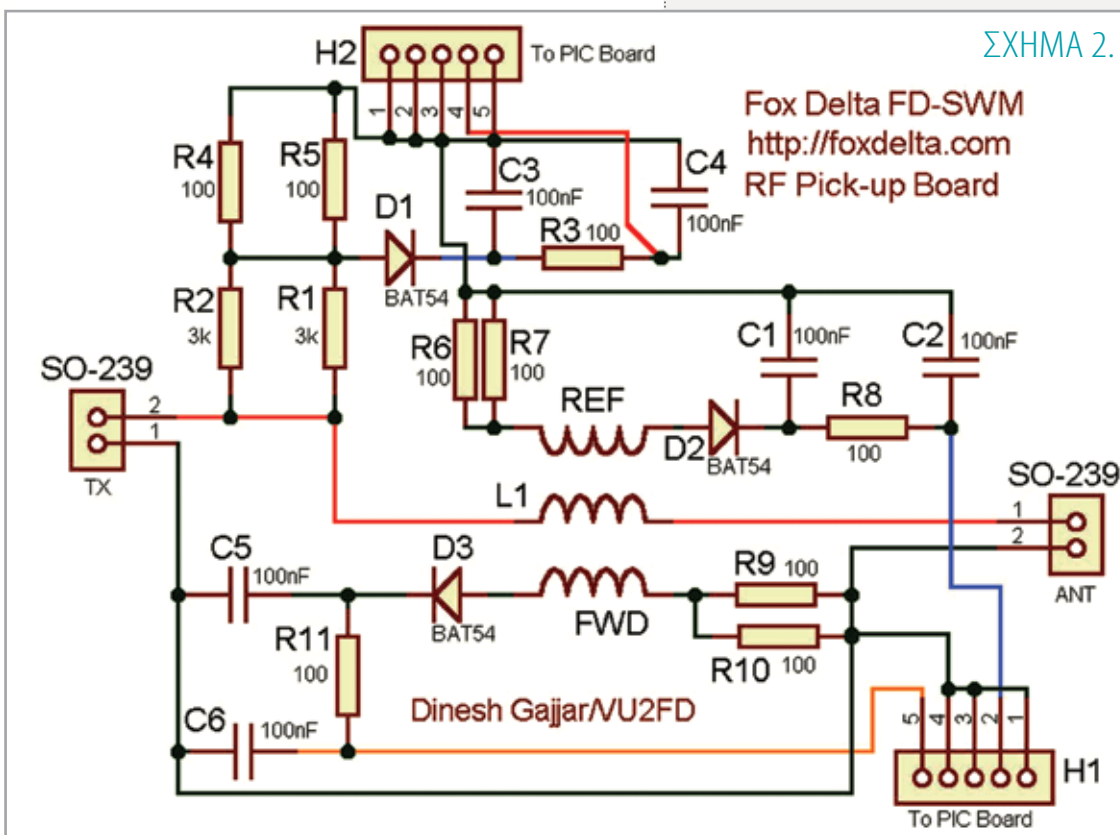 ΣΧΗΜΑ 2.
H2
To PIC Board
1 2 3 4 5
Fox Delta FD-SWM
http://foxdelta.com
RF Pick-up Board
R4
100
R5
100
C3
100nF
C4
100nF
D1
BAT54
R3 100
R2
3k
R1
3k
R6
100
R7
100
C1
100nF
C2
100nF
SO-239
2
1
TX
REF
D2
BAT54
R8
100
L1
SO-239
1
2
ANT
C5
100nF
D3
BAT54
FWD
R9 100
R10 100
R11
100
C6
100nF
Dinesh Gajjar/VU2FD
5 4 3 2 1
H1
To PIC Board